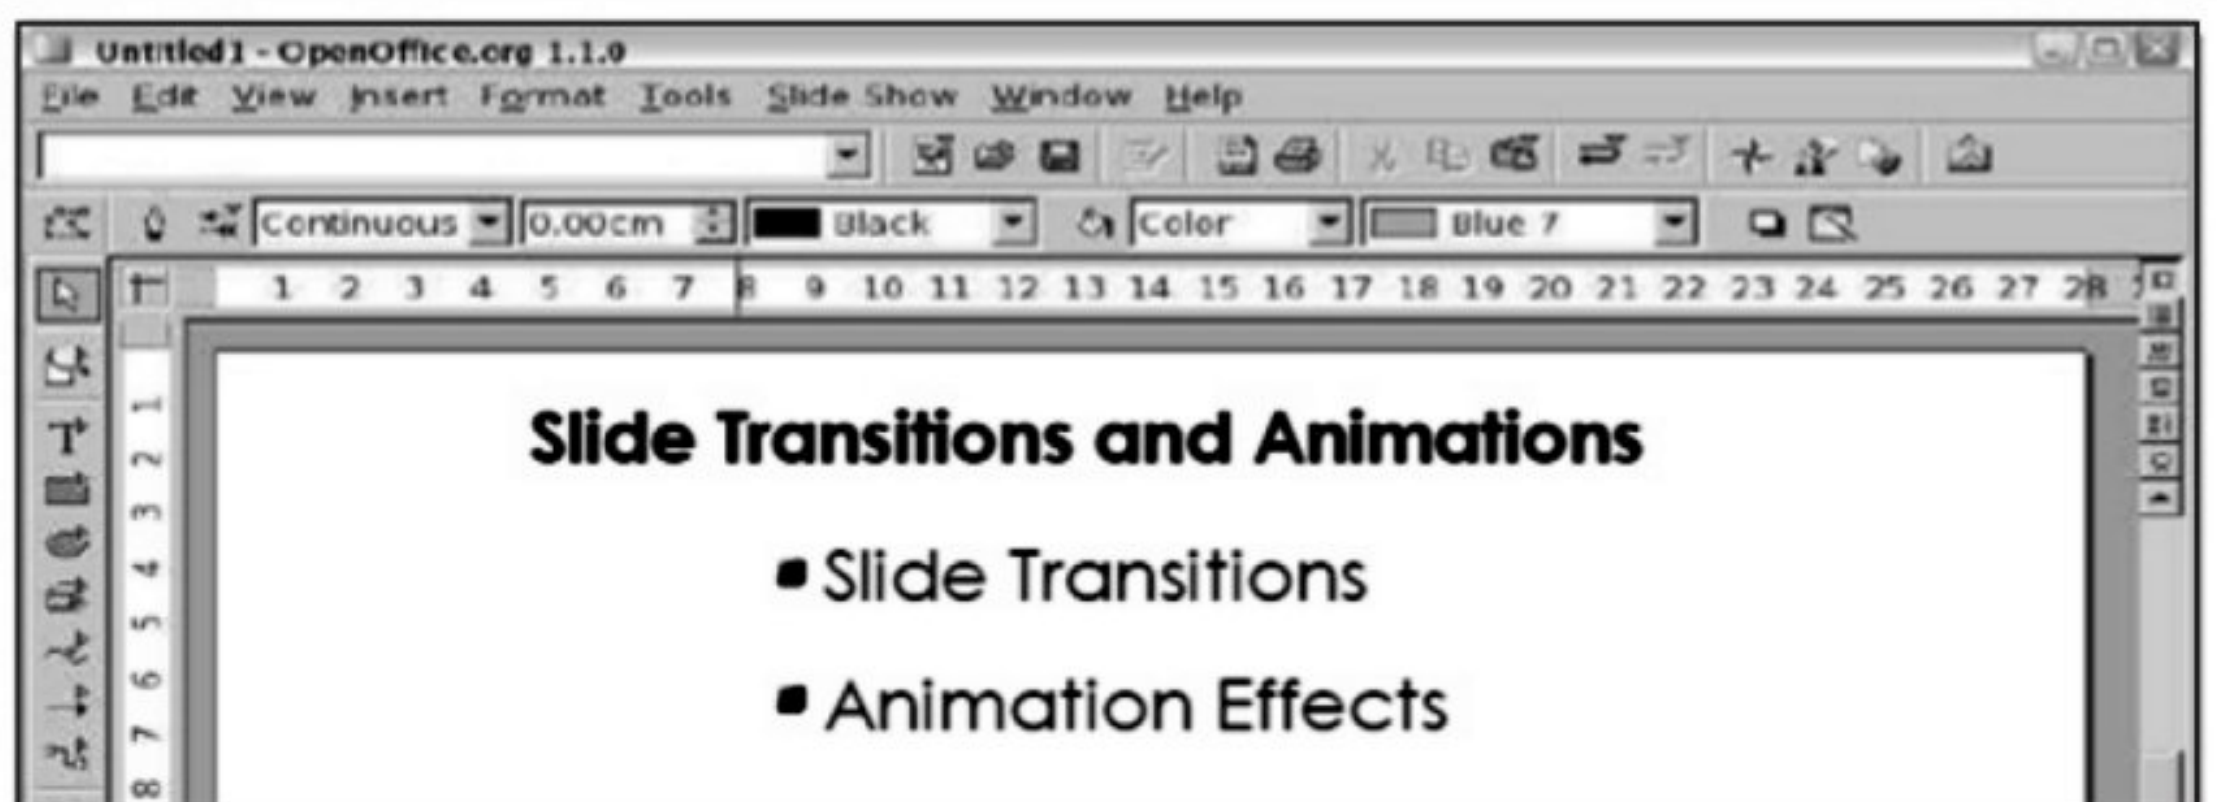 Untitled1 - OpenOffice.org 1.1.0
File Edit View Insert Format Tools Slide Show Window Help
Continuous 0.00cm Black Color Blue 7
1 2 3 4 5 6 7 8 9 10 11 12 13 14 15 16 17 18 19 20 21 22 23 24 25 26 27 28
1
2
3
4
5
6
7
8
Slide Transitions and Animations
▪ Slide Transitions
▪ Animation Effects